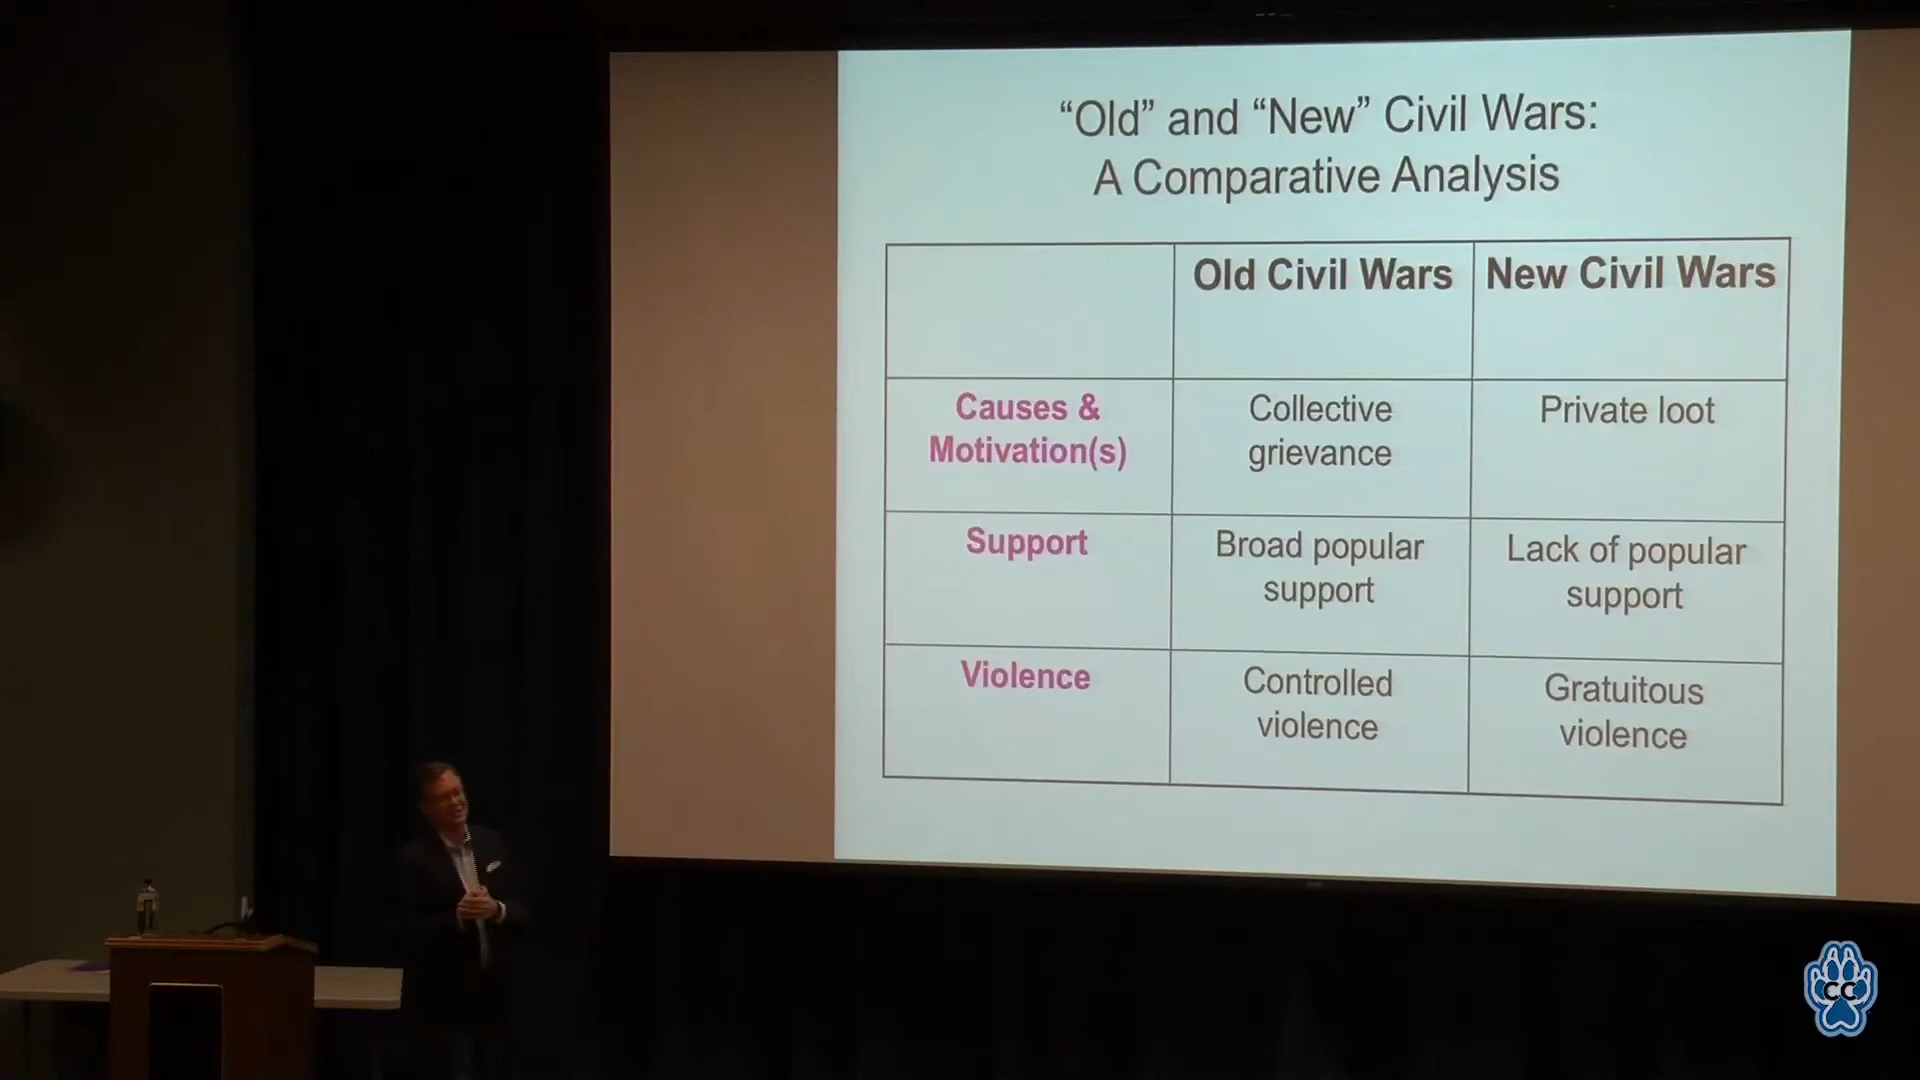 “Old” and “New” Civil Wars:
A Comparative Analysis
Old Civil Wars
New Civil Wars
Causes &
Motivation(s)
Collective
grievance
Private loot
Support
Broad popular
support
Lack of popular
support
Violence
Controlled
violence
Gratuitous
violence
CC